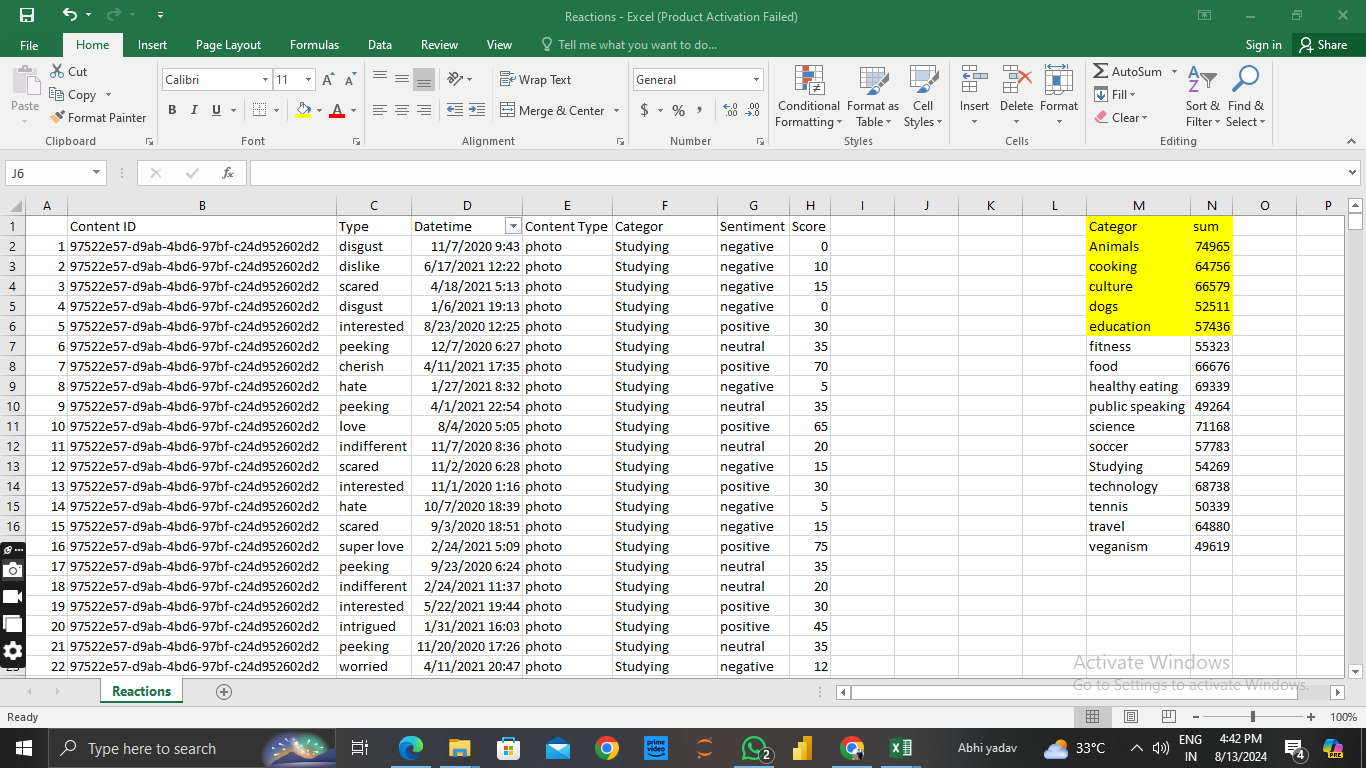 Reactions - Excel (Product Activation Failed)
File Home Insert Page Layout Formulas Data Review View Tell me what you want to do... Sign in Share
Paste Cut Copy Format Painter
Calibri 11
B I U A
Wrap Text
Merge & Center
General
$ % ,
Conditional Formatting Format as Table Cell Styles
Insert Delete Format
AutoSum Fill Clear
Sort & Filter Find & Select
Clipboard Font Alignment Number Styles Cells Editing
J6 fx
A B C D E F G H I J K L M N O P
1 Content ID Type Datetime Content Type Categor Sentiment Score Categor sum
2 1 97522e57-d9ab-4bd6-97bf-c24d952602d2 disgust 11/7/2020 9:43 photo Studying negative 0 Animals 74965
3 2 97522e57-d9ab-4bd6-97bf-c24d952602d2 dislike 6/17/2021 12:22 photo Studying negative 10 cooking 64756
4 3 97522e57-d9ab-4bd6-97bf-c24d952602d2 scared 4/18/2021 5:13 photo Studying negative 15 culture 66579
5 4 97522e57-d9ab-4bd6-97bf-c24d952602d2 disgust 1/6/2021 19:13 photo Studying negative 0 dogs 52511
6 5 97522e57-d9ab-4bd6-97bf-c24d952602d2 interested 8/23/2020 12:25 photo Studying positive 30 education 57436
7 6 97522e57-d9ab-4bd6-97bf-c24d952602d2 peeking 12/7/2020 6:27 photo Studying neutral 35 fitness 55323
8 7 97522e57-d9ab-4bd6-97bf-c24d952602d2 cherish 4/11/2021 17:35 photo Studying positive 70 food 66676
9 8 97522e57-d9ab-4bd6-97bf-c24d952602d2 hate 1/27/2021 8:32 photo Studying negative 5 healthy eating 69339
10 9 97522e57-d9ab-4bd6-97bf-c24d952602d2 peeking 4/1/2021 22:54 photo Studying neutral 35 public speaking 49264
11 10 97522e57-d9ab-4bd6-97bf-c24d952602d2 love 8/4/2020 5:05 photo Studying positive 65 science 71168
12 11 97522e57-d9ab-4bd6-97bf-c24d952602d2 indifferent 11/7/2020 8:36 photo Studying neutral 20 soccer 57783
13 12 97522e57-d9ab-4bd6-97bf-c24d952602d2 scared 11/2/2020 6:28 photo Studying negative 15 Studying 54269
14 13 97522e57-d9ab-4bd6-97bf-c24d952602d2 interested 11/1/2020 1:16 photo Studying positive 30 technology 68738
15 14 97522e57-d9ab-4bd6-97bf-c24d952602d2 hate 10/7/2020 18:39 photo Studying negative 5 tennis 50339
16 15 97522e57-d9ab-4bd6-97bf-c24d952602d2 scared 9/3/2020 18:51 photo Studying negative 15 travel 64880
16 97522e57-d9ab-4bd6-97bf-c24d952602d2 super love 2/24/2021 5:09 photo Studying positive 75 veganism 49619
17 97522e57-d9ab-4bd6-97bf-c24d952602d2 peeking 9/23/2020 6:24 photo Studying neutral 35
18 97522e57-d9ab-4bd6-97bf-c24d952602d2 indifferent 2/24/2021 11:37 photo Studying neutral 20
19 97522e57-d9ab-4bd6-97bf-c24d952602d2 interested 5/22/2021 19:44 photo Studying positive 30
20 97522e57-d9ab-4bd6-97bf-c24d952602d2 intrigued 1/31/2021 16:03 photo Studying positive 45
21 97522e57-d9ab-4bd6-97bf-c24d952602d2 peeking 11/20/2020 17:26 photo Studying neutral 35
22 97522e57-d9ab-4bd6-97bf-c24d952602d2 worried 4/11/2021 20:47 photo Studying negative 12
Activate Windows
Go to Settings to activate Windows.
Reactions
Ready 100%
Type here to search
prime video
2
Abhi yadav
33°C
ENG IN
4:42 PM
8/13/2024
4
PRE